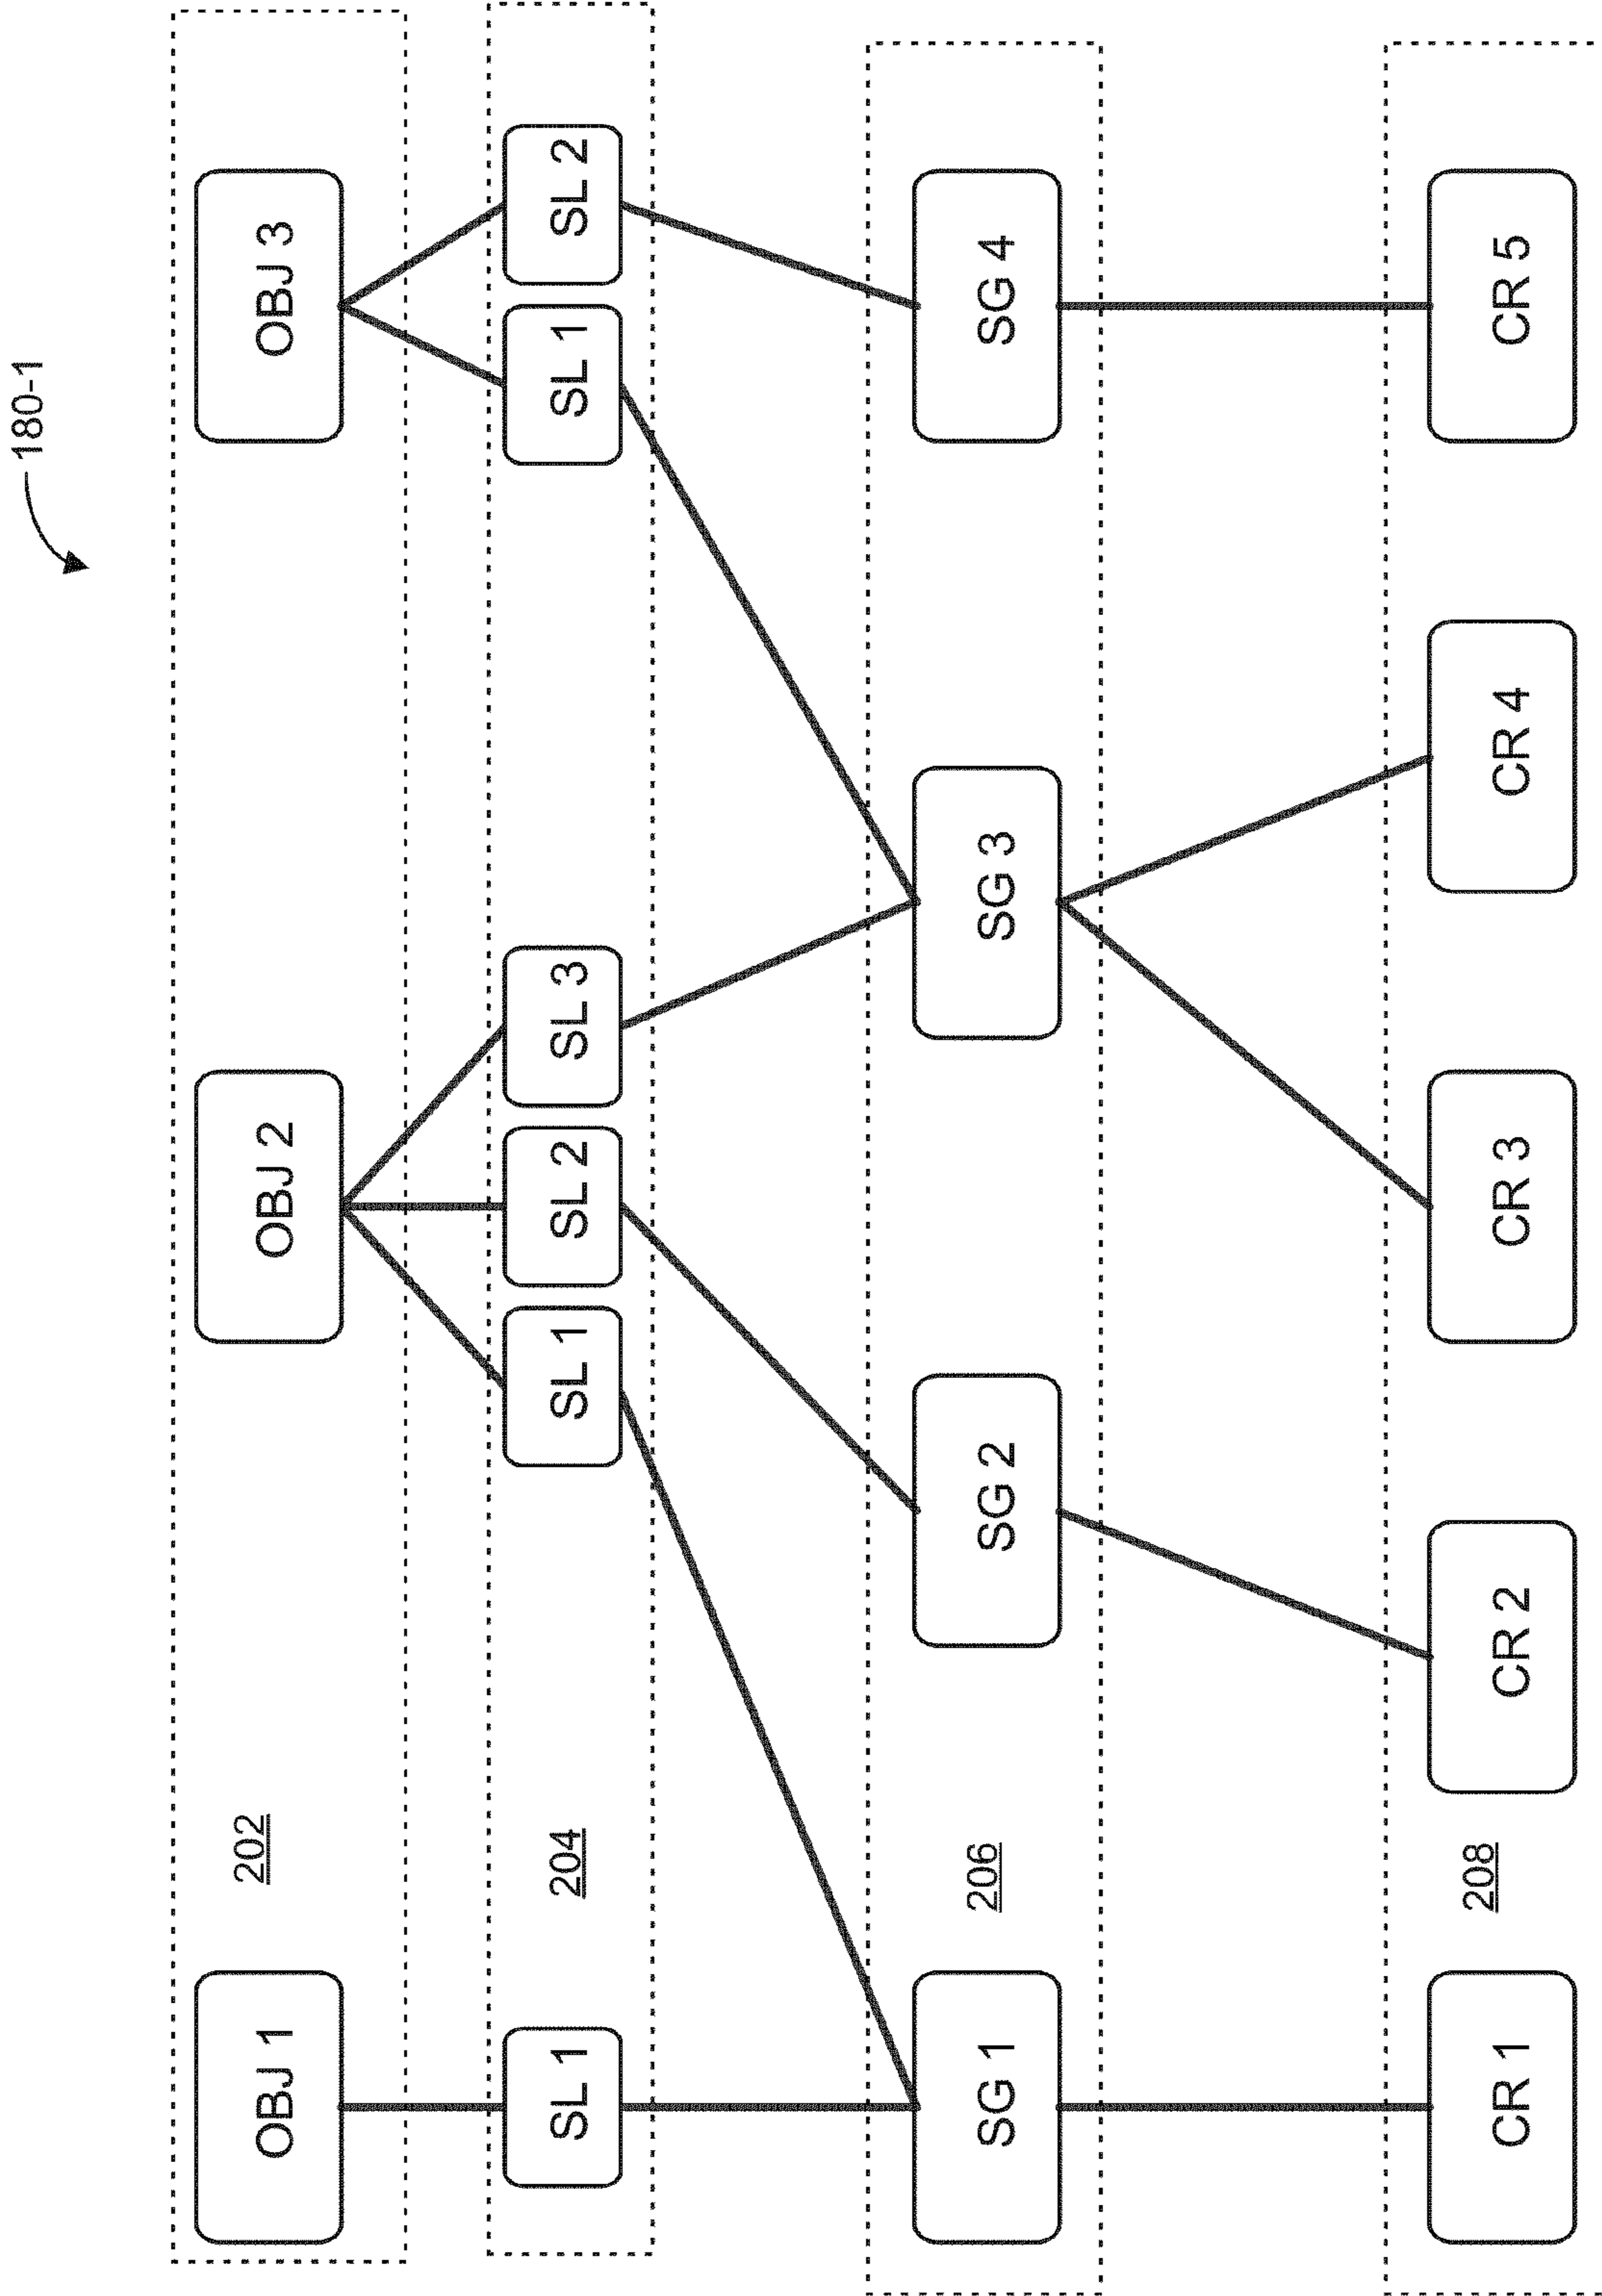 180-1
OBJ 1
202
OBJ 2
OBJ 3
SL 1
204
SL 1
SL 2
SL 3
SL 1
SL 2
SG 1
206
SG 2
SG 3
SG 4
208
CR 1
CR 2
CR 3
CR 4
CR 5